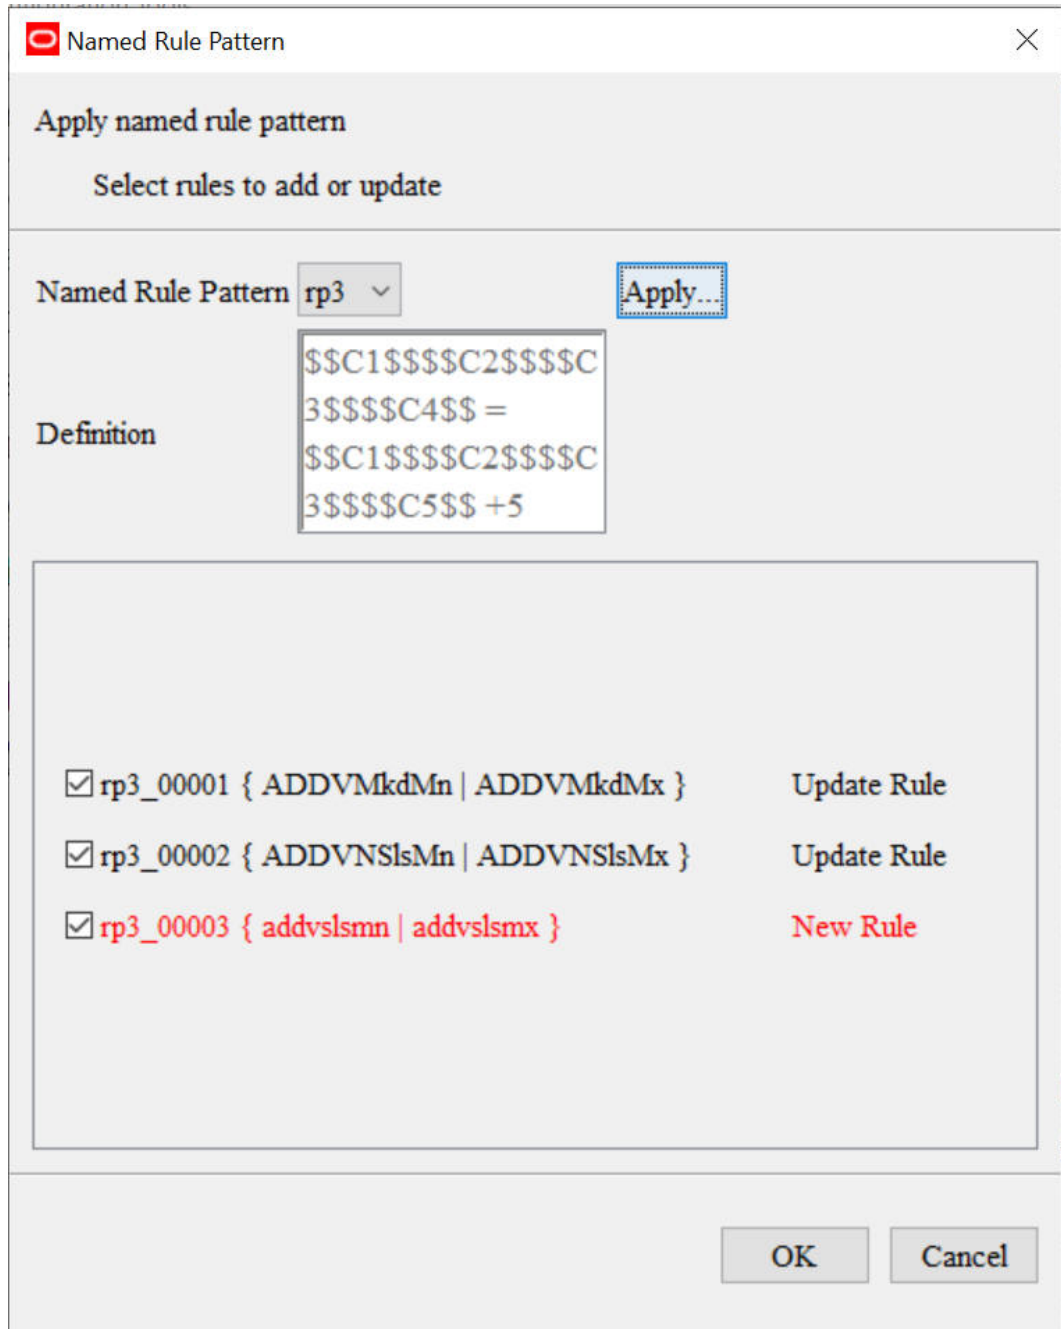 Named Rule Pattern
Apply named rule pattern
Select rules to add or update
Named Rule Pattern rp3 Apply...
Definition
$$C1$$$$C2$$$$C
3$$$$C4$$ =
$$C1$$$$C2$$$$C
3$$$$C5$$ +5
rp3_00001 { ADDVMkdMn | ADDVMkdMx } Update Rule
rp3_00002 { ADDVNSlsMn | ADDVNSlsMx } Update Rule
rp3_00003 { addvslsmn | addvslsmx } New Rule
OK Cancel